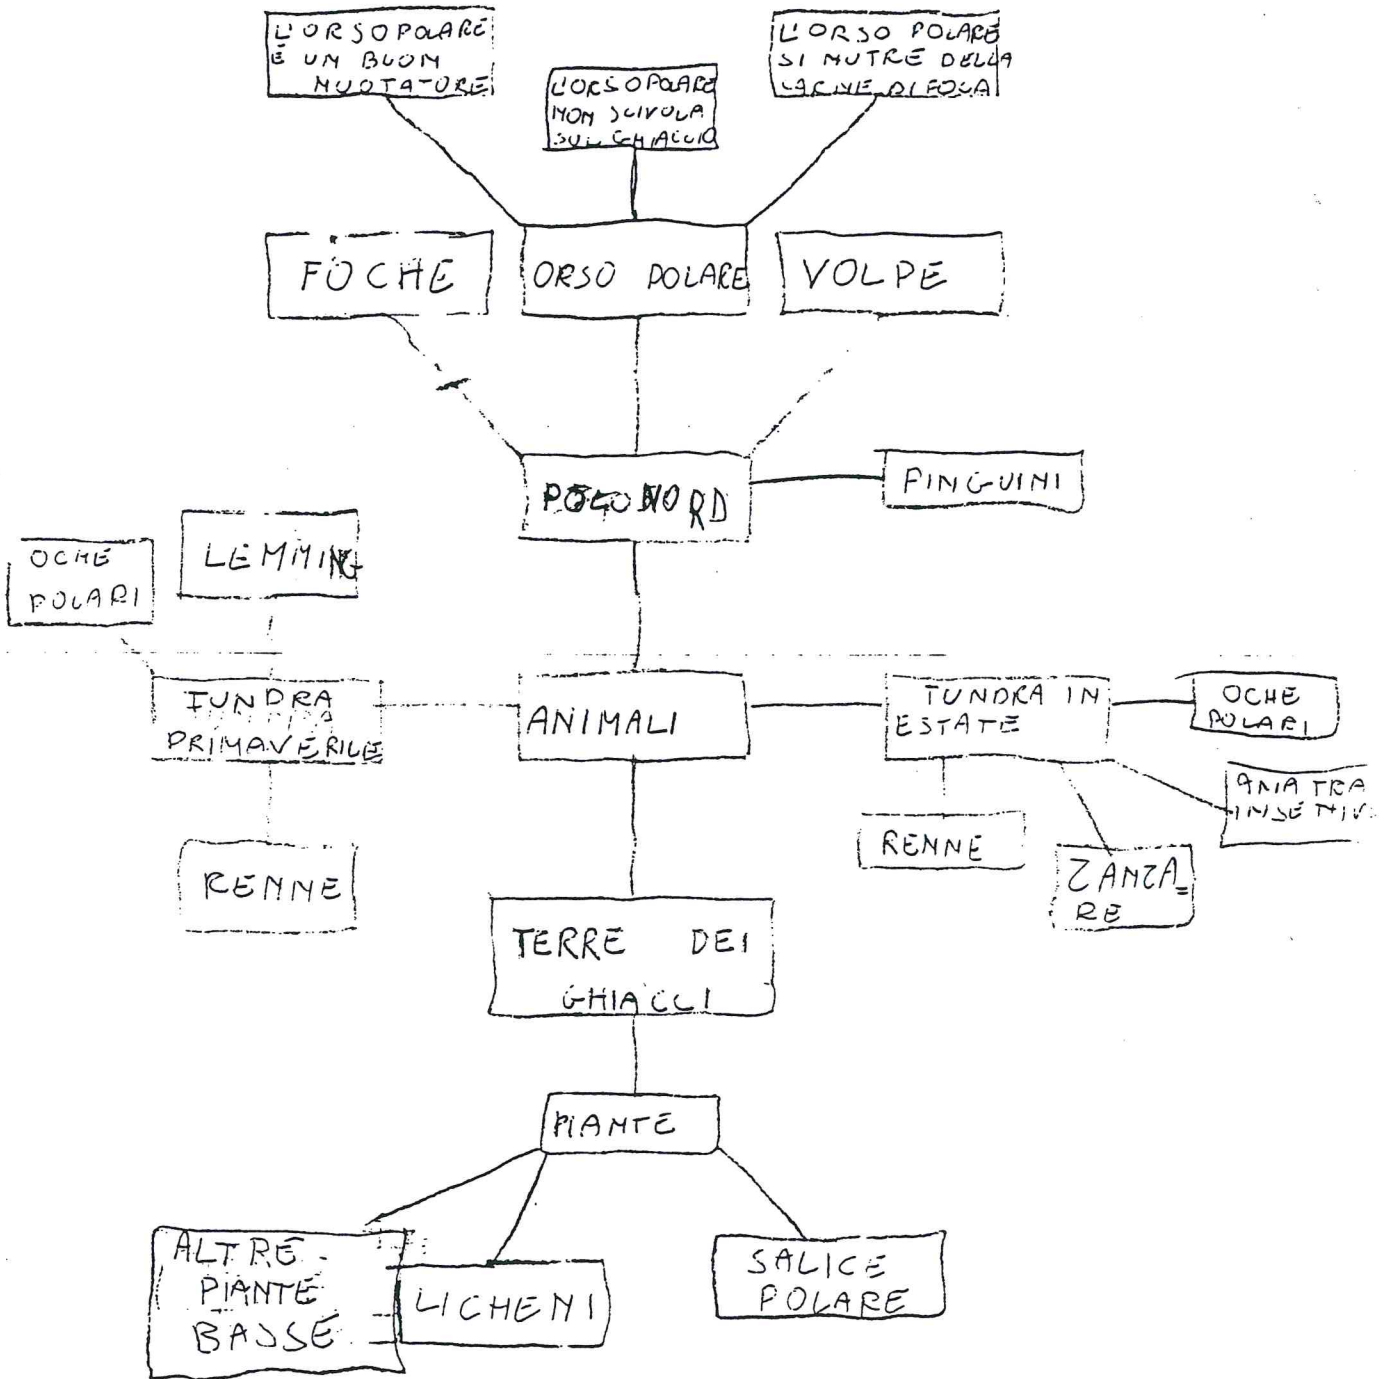 L'ORSO POLARE
È UN BUON
NUOTATORE
L'ORSO POLARE
NON SCIVOLA
SUL GHIACCIO
L'ORSO POLARE
SI NUTRE DELLA
CARNE DI FOCA
FOCHE
ORSO POLARE
VOLPE
POLO NORD
PINGUINI
OCHE
POLARI
LEMMING
TUNDRA
PRIMAVERILE
ANIMALI
TUNDRA IN
ESTATE
OCHE
POLARI
ANATRA
RENNE
RENNE
ZANZA=
RE
TERRE DEI
GHIACCI
PIANTE
ALTRE
PIANTE
BASSE
LICHENI
SALICE
POLARE